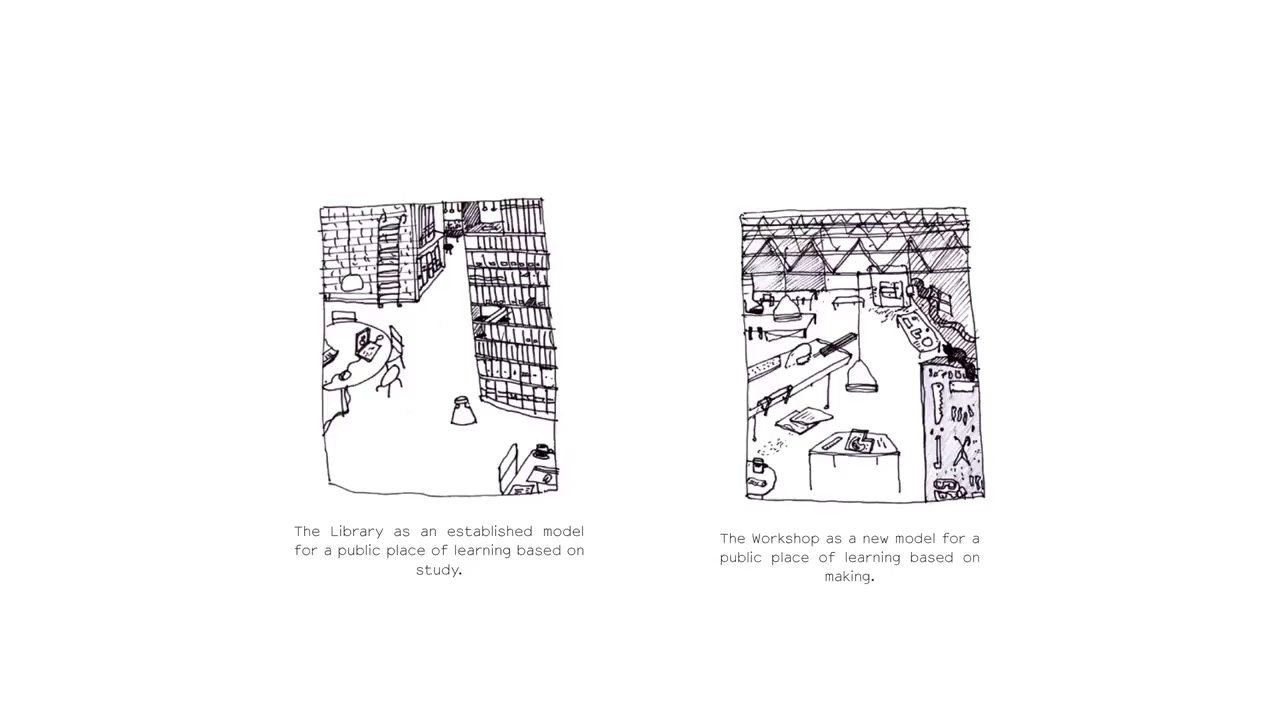 The Library as an established model
for a public place of learning based on
study.
The Workshop as a new model for a
public place of learning based on
making.